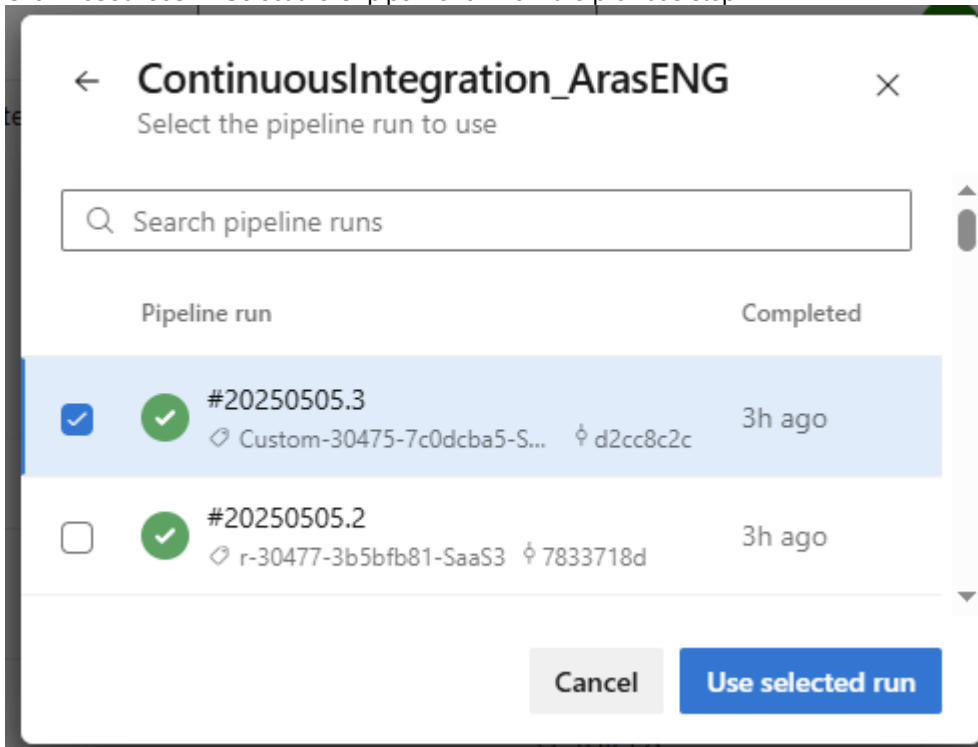 ContinuousIntegration_ArasENG
Select the pipeline run to use
Search pipeline runs
Pipeline run Completed
#20250505.3
Custom-30475-7c0dcba5-S... d2cc8c2c
3h ago
#20250505.2
r-30477-3b5bfb81-SaaS3 7833718d
3h ago
Cancel Use selected run